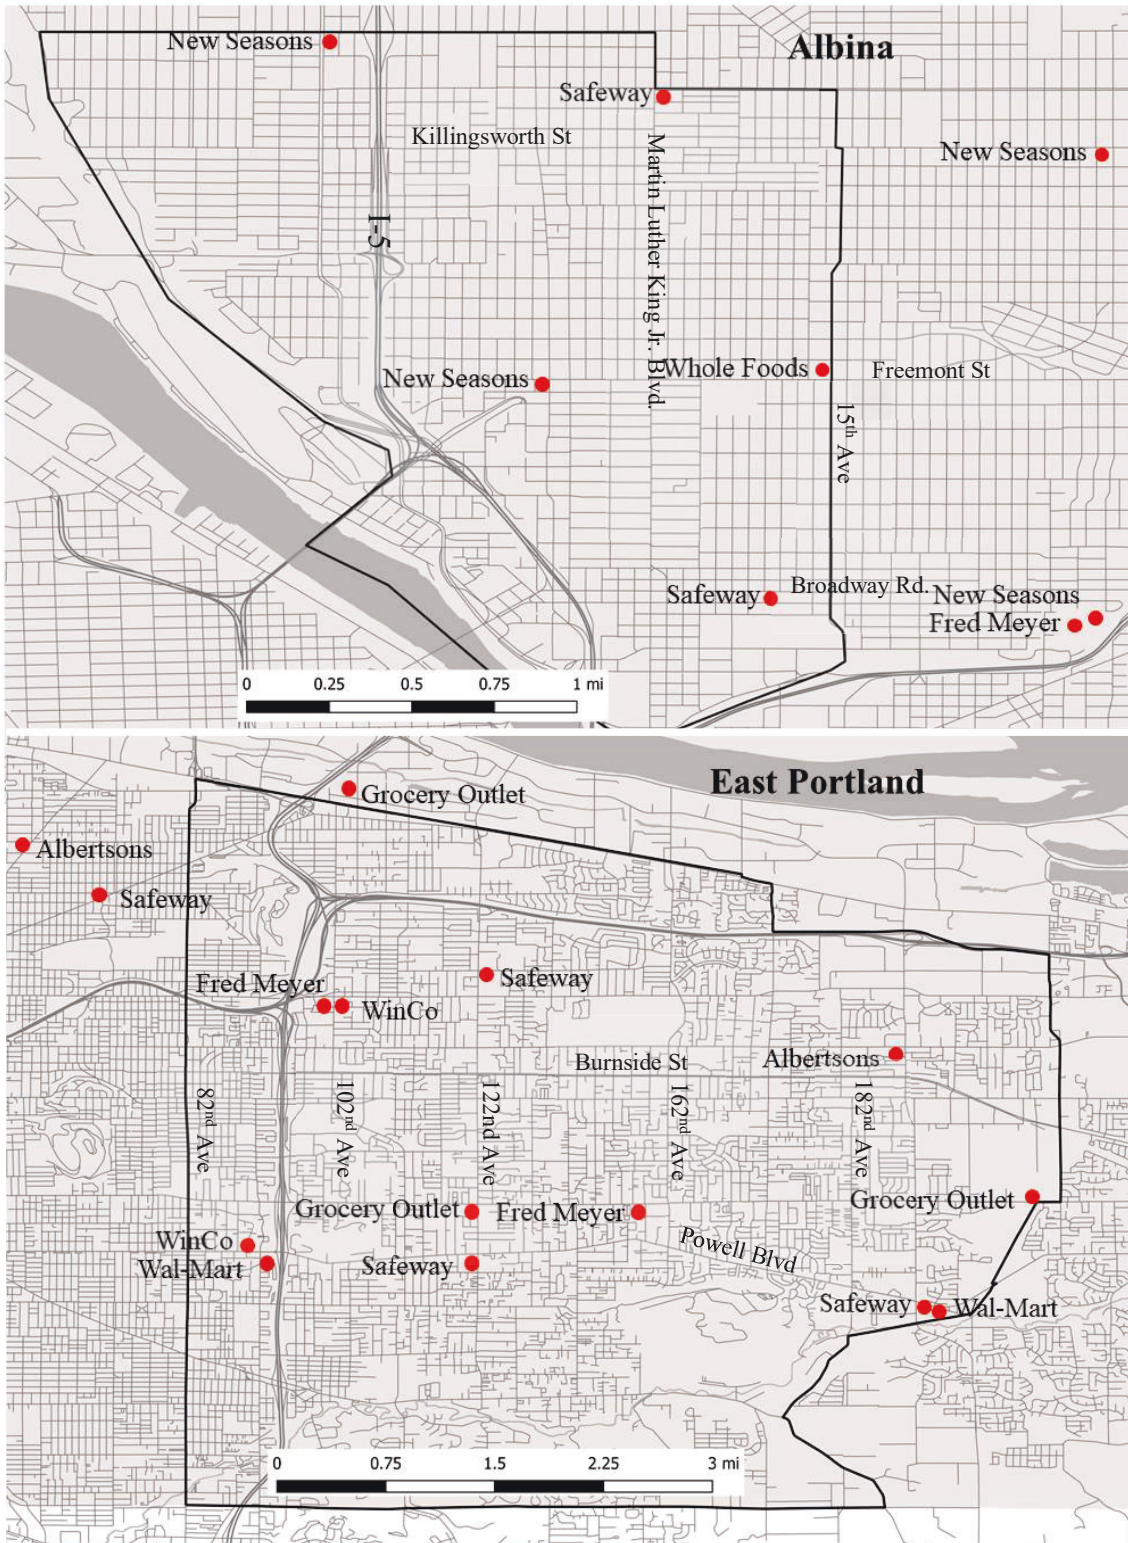 Albina
New Seasons
Safeway
Killingsworth St
New Seasons
Martin Luther King Jr. Blvd.
I-5
New Seasons
Whole Foods
Freemont St
15th Ave
Safeway
Broadway Rd.
New Seasons
Fred Meyer
0 0.25 0.5 0.75 1 mi
East Portland
Grocery Outlet
Albertsons
Safeway
Safeway
Fred Meyer
WinCo
Burnside St
Albertsons
82nd Ave
102nd Ave
122nd Ave
162nd Ave
182nd Ave
Grocery Outlet
Grocery Outlet
Fred Meyer
WinCo
Powell Blvd
Wal-Mart
Safeway
Safeway
Wal-Mart
0 0.75 1.5 2.25 3 mi